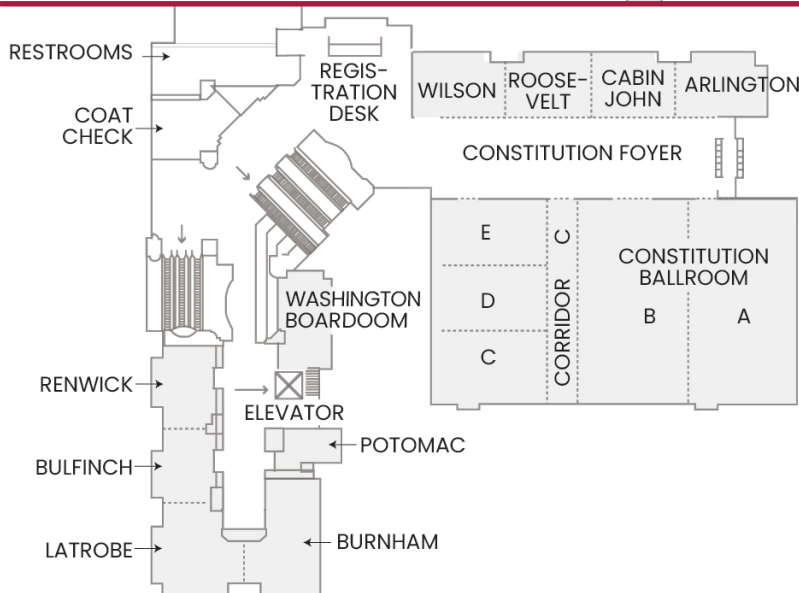 RESTROOMS
COAT
CHECK
REGIS-
TRATION
DESK
WILSON
ROOSE-
VELT
CABIN
JOHN
ARLINGTON
CONSTITUTION FOYER
E
D
C
CORRIDOR C
CONSTITUTION
BALLROOM
B
A
WASHINGTON
BOARDOOM
RENWICK
ELEVATOR
BULFINCH
POTOMAC
LATROBE
BURNHAM